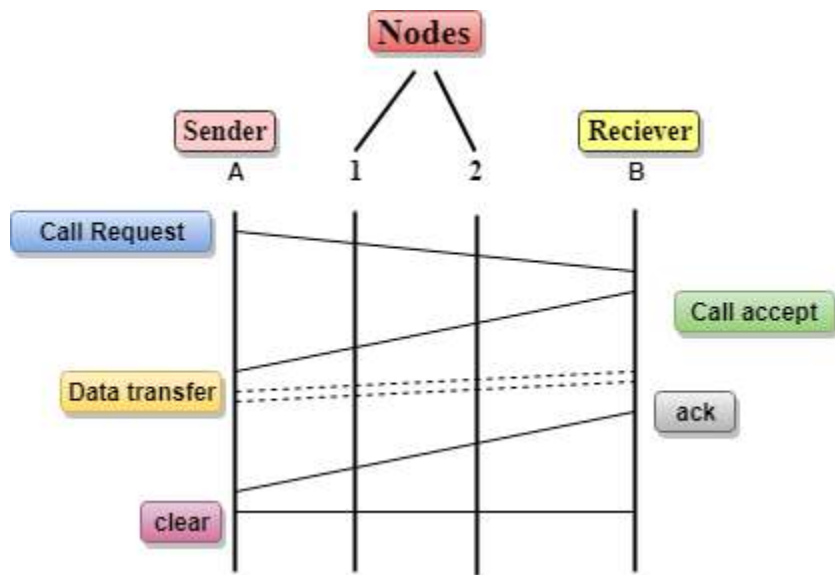 Nodes
Sender
Reciever
A
1
2
B
Call Request
Call accept
Data transfer
ack
clear